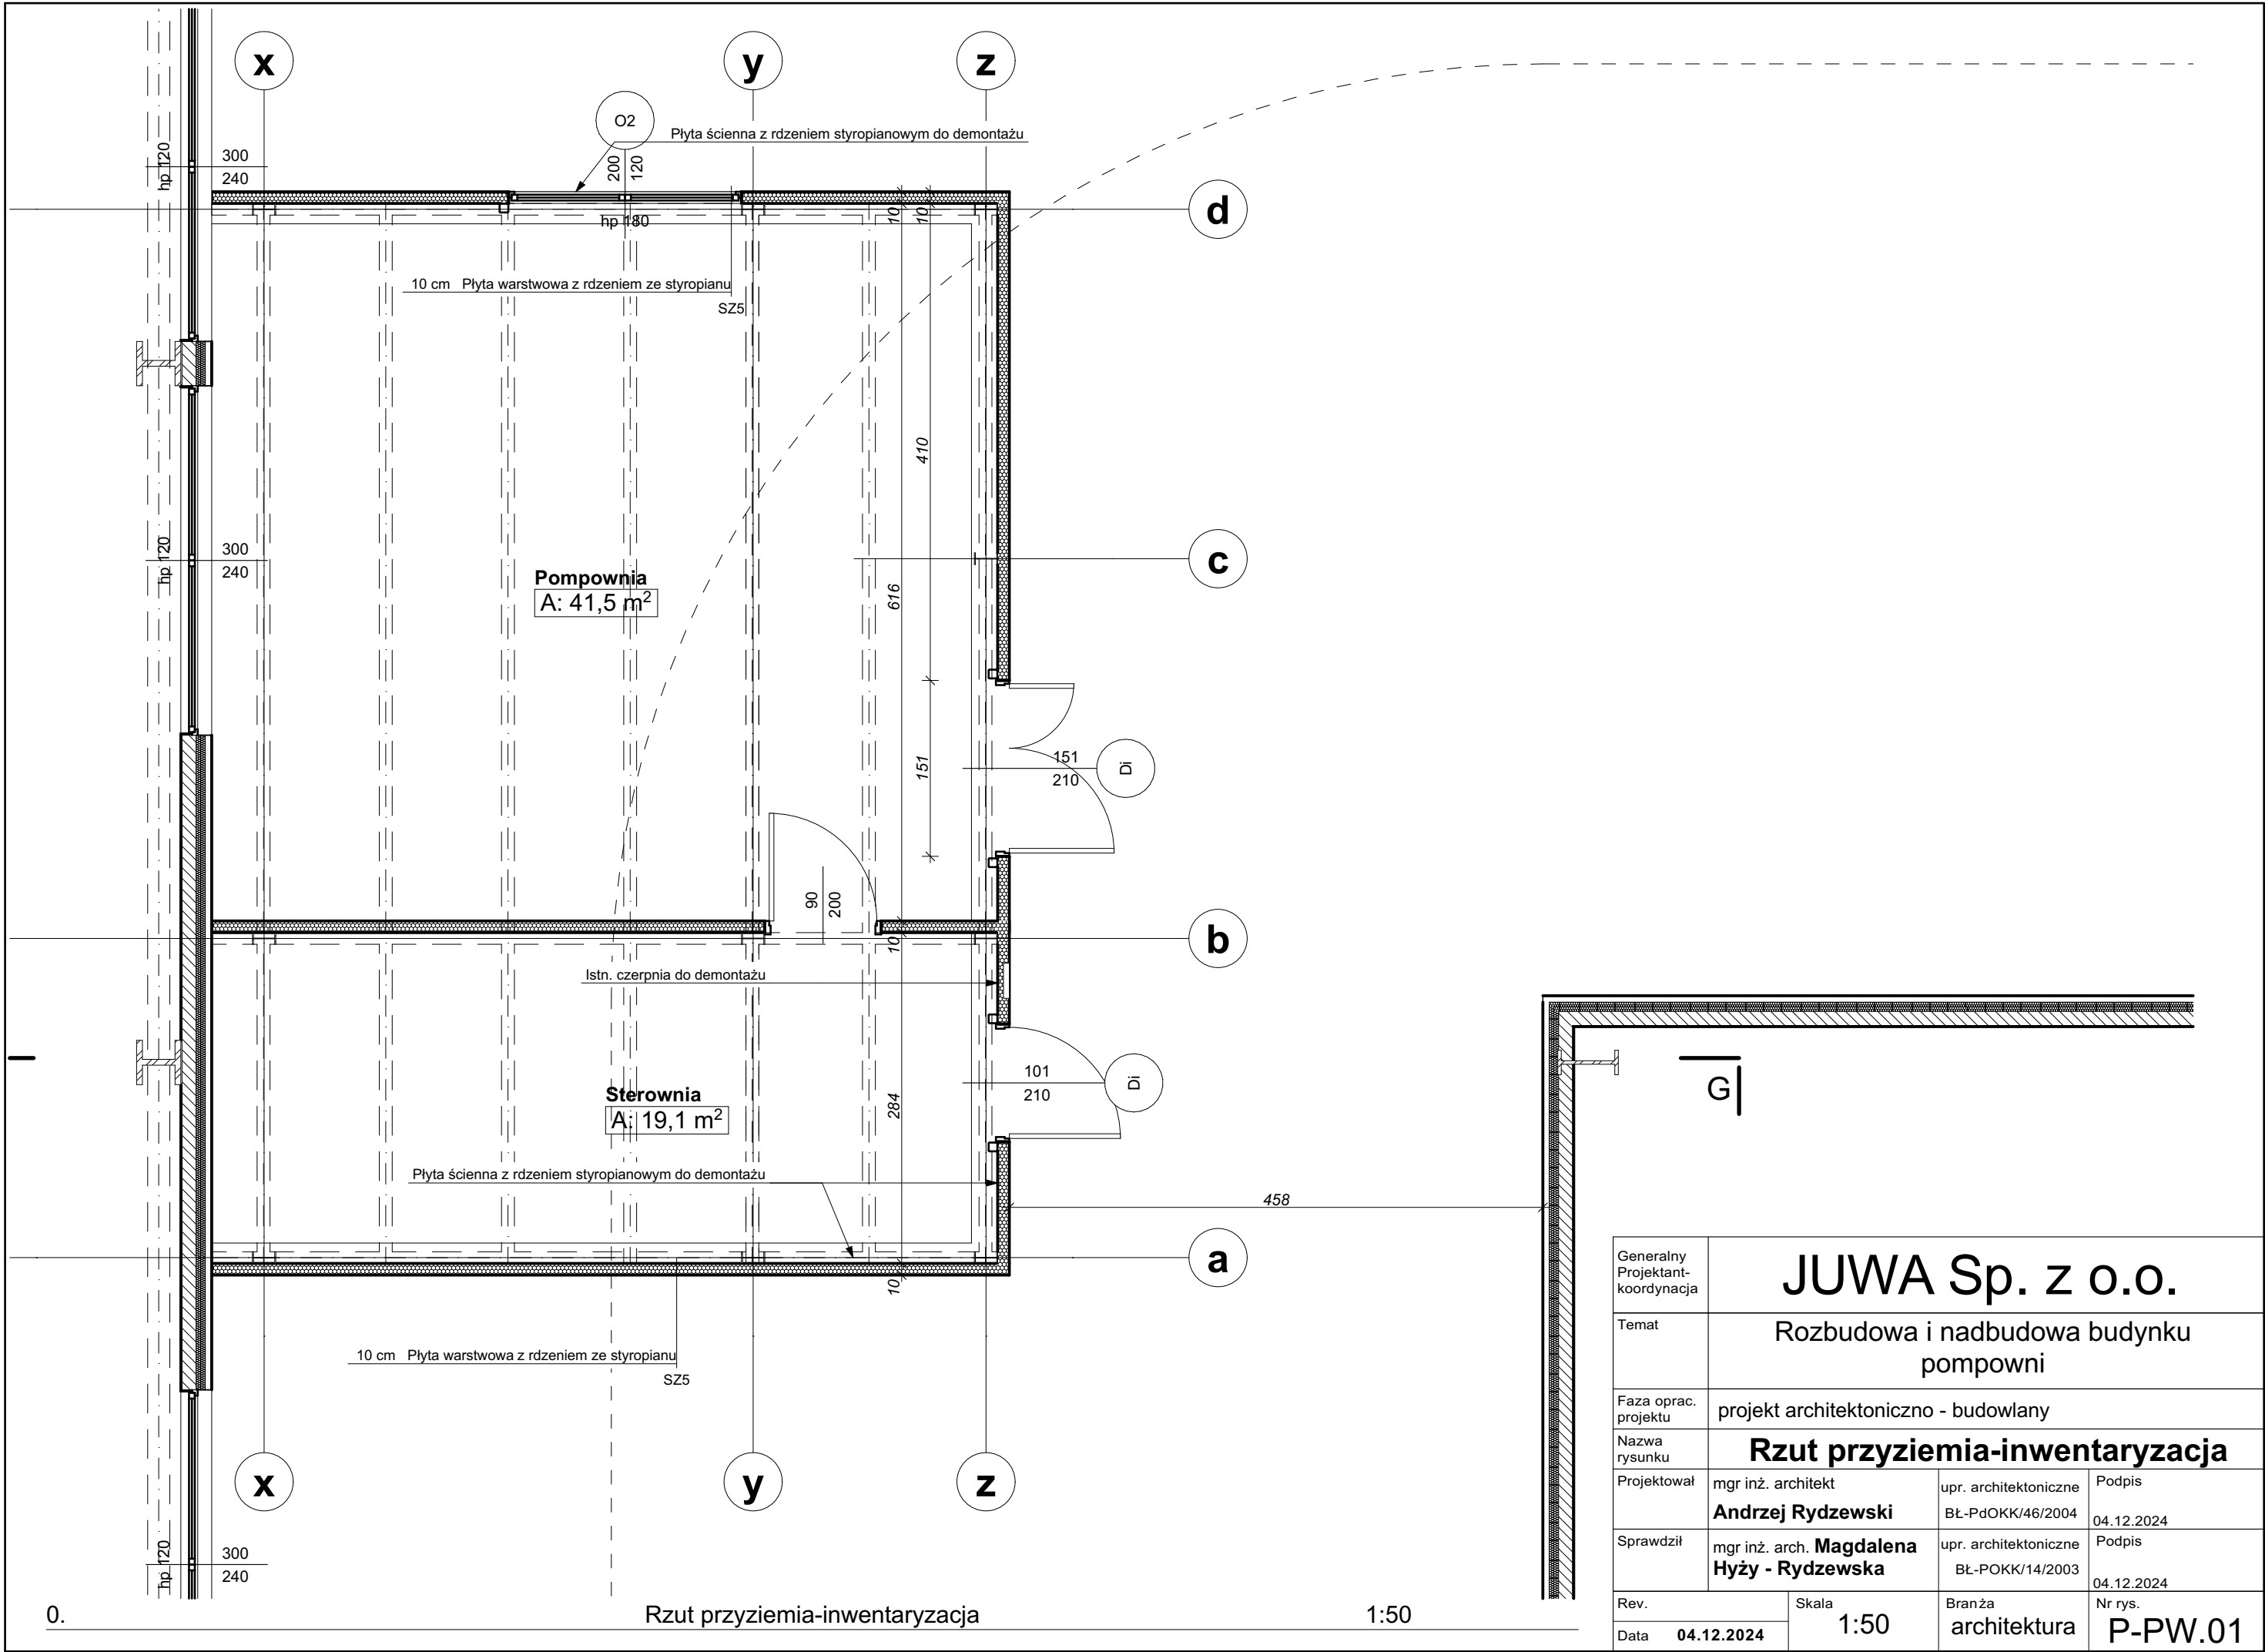 x
y
z
O2
Płyta ścienna z rdzeniem styropianowym do demontażu
200
120
hp 120
300
240
hp 180
10
10
d
10 cm Płyta warstwowa z rdzeniem ze styropianu
SZ5
410
hp 120
300
240
c
Pompownia
A: 41,5 m²
616
151
151
210
Di
90
200
b
10
Istn. czerpnia do demontażu
101
210
Di
Sterownia
A: 19,1 m²
284
G
Płyta ścienna z rdzeniem styropianowym do demontażu
458
a
10
10 cm Płyta warstwowa z rdzeniem ze styropianu
SZ5
x
y
z
hp 120
300
240
0.
Rzut przyziemia-inwentaryzacja
1:50
Generalny
Projektant-
koordynacja
JUWA Sp. z o.o.
Temat
Rozbudowa i nadbudowa budynku
pompowni
Faza oprac.
projektu
projekt architektoniczno - budowlany
Nazwa
rysunku
Rzut przyziemia-inwentaryzacja
Projektował
mgr inż. architekt
Andrzej Rydzewski
upr. architektoniczne
BŁ-PdOKK/46/2004
Podpis
04.12.2024
Sprawdził
mgr inż. arch. Magdalena
Hyży - Rydzewska
upr. architektoniczne
BŁ-POKK/14/2003
Podpis
04.12.2024
Rev.
Data 04.12.2024
Skala
1:50
Branża
architektura
Nr rys.
P-PW.01